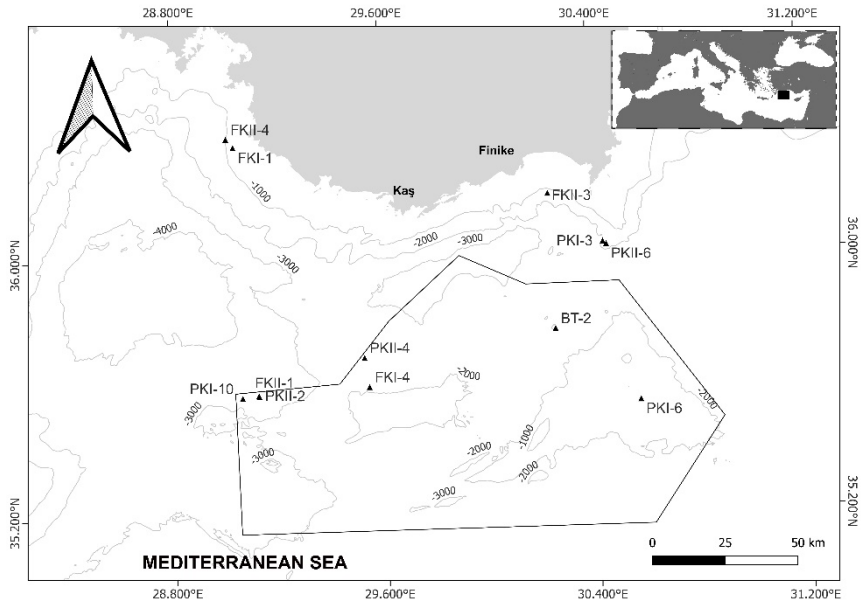 28.800 29.600 30.400 31.200
FKII-4
FKI-1
Finike
-1000
Kaş
FKII-3
-4000
-2000
-3000
PKI-3
PKII-6
36.000°N
36.000°N
-3000
BT-2
PKII-4
FKI-4
-2000
PKI-10
FKII-1
PKII-2
-3000
PKI-6
-2000
-1000
-3000
-2000
-2000
-3000
35.200°N
35.200°N
MEDITERRANEAN SEA
0 25 50 km
28.800 29.600 30.400 31.200